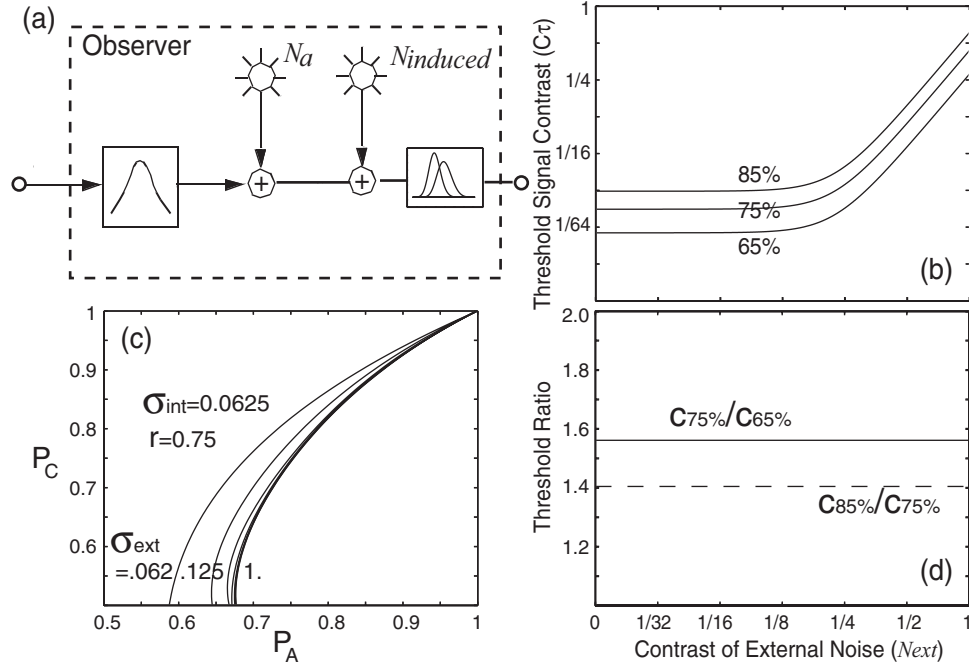 (a)
Observer
Na
Ninduced
+
+
Threshold Signal Contrast (Cτ)
1
1/4
1/16
1/64
85%
75%
65%
(b)
(c)
σint=0.0625
r=0.75
σext
=.062 .125 1.
PC
1
0.9
0.8
0.7
0.6
0.5 0.6 0.7 0.8 0.9 1
PA
Threshold Ratio
2.0
1.8
1.6
1.4
1.2
C75%/C65%
C85%/C75%
(d)
0 1/32 1/16 1/8 1/4 1/2 1
Contrast of External Noise (Next)